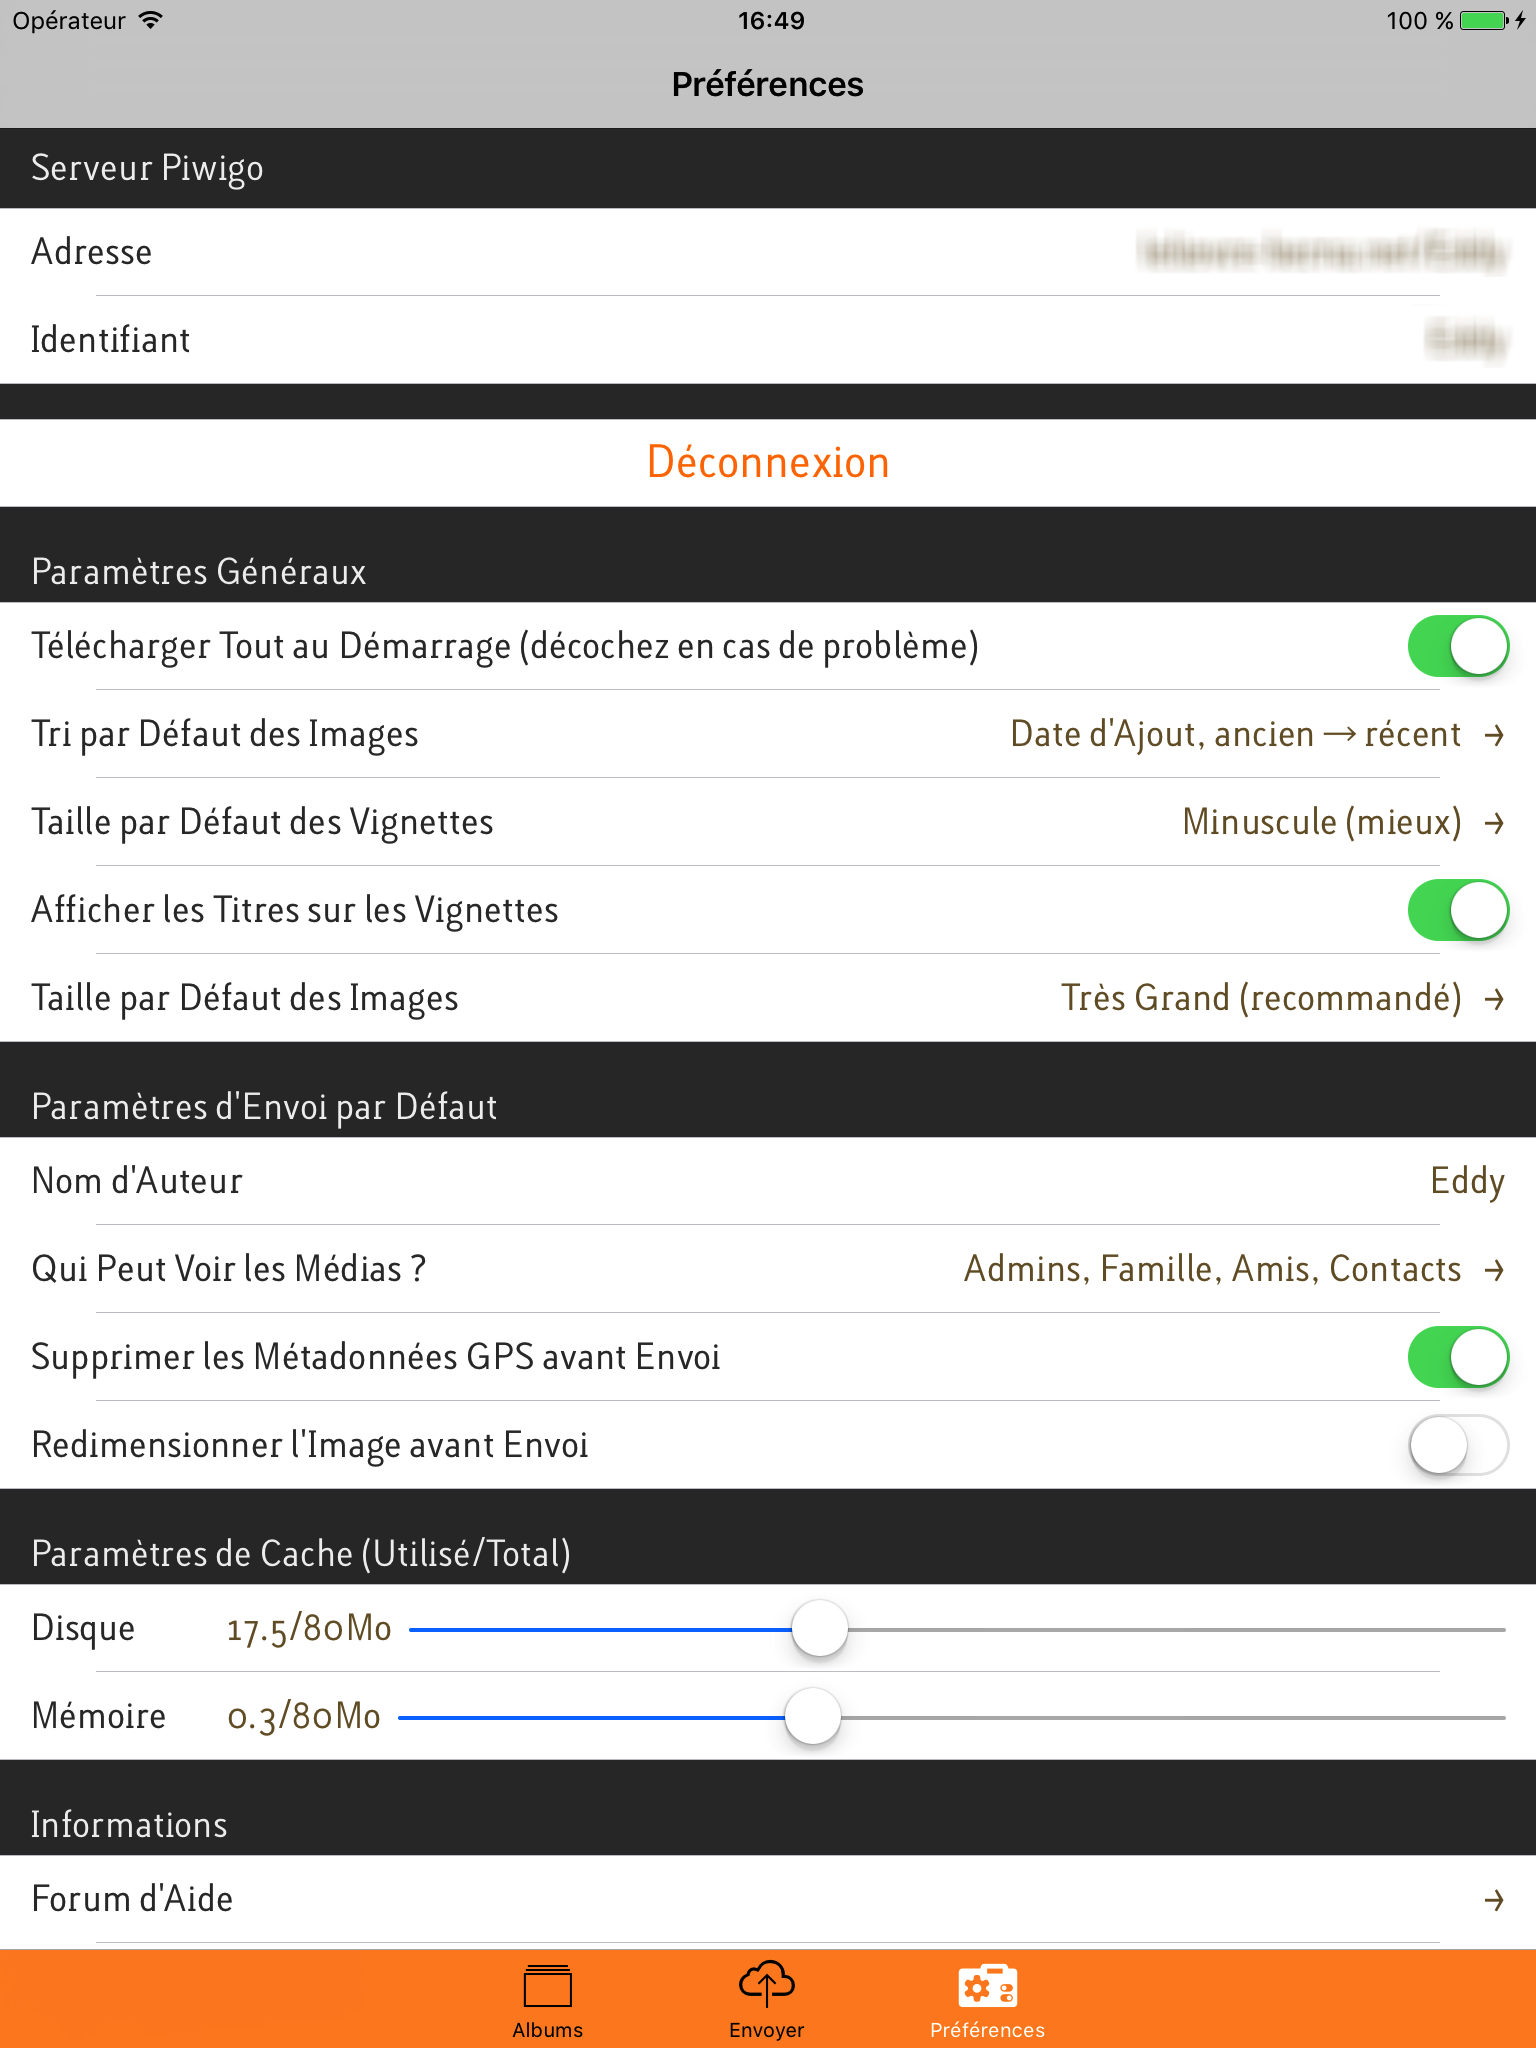 Opérateur 16:49 100 %
Préférences
Serveur Piwigo
Adresse
Identifiant
Déconnexion
Paramètres Généraux
Télécharger Tout au Démarrage (décochez en cas de problème)
Tri par Défaut des Images Date d'Ajout, ancien → récent →
Taille par Défaut des Vignettes Minuscule (mieux) →
Afficher les Titres sur les Vignettes
Taille par Défaut des Images Très Grand (recommandé) →
Paramètres d'Envoi par Défaut
Nom d'Auteur Eddy
Qui Peut Voir les Médias ? Admins, Famille, Amis, Contacts →
Supprimer les Métadonnées GPS avant Envoi
Redimensionner l'Image avant Envoi
Paramètres de Cache (Utilisé/Total)
Disque 17.5/80Mo
Mémoire 0.3/80Mo
Informations
Forum d'Aide →
Albums Envoyer Préférences